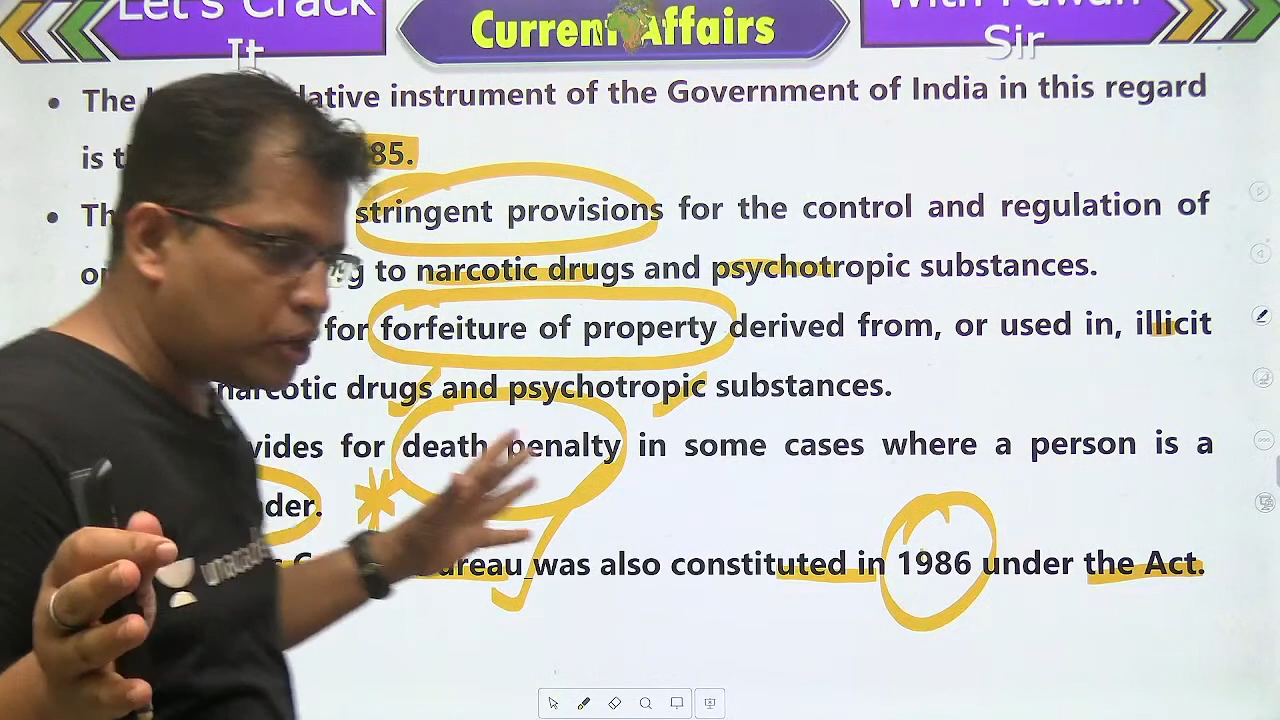 Let's Crack
It
Current Affairs
With Pawan
Sir
The dative instrument of the Government of India in this regard
is 85.
stringent provisions for the control and regulation of
g to narcotic drugs and psychotropic substances.
for forfeiture of property derived from, or used in, illicit
narcotic drugs and psychotropic substances.
vides for death penalty in some cases where a person is a
nder.
ureau was also constituted in 1986 under the Act.